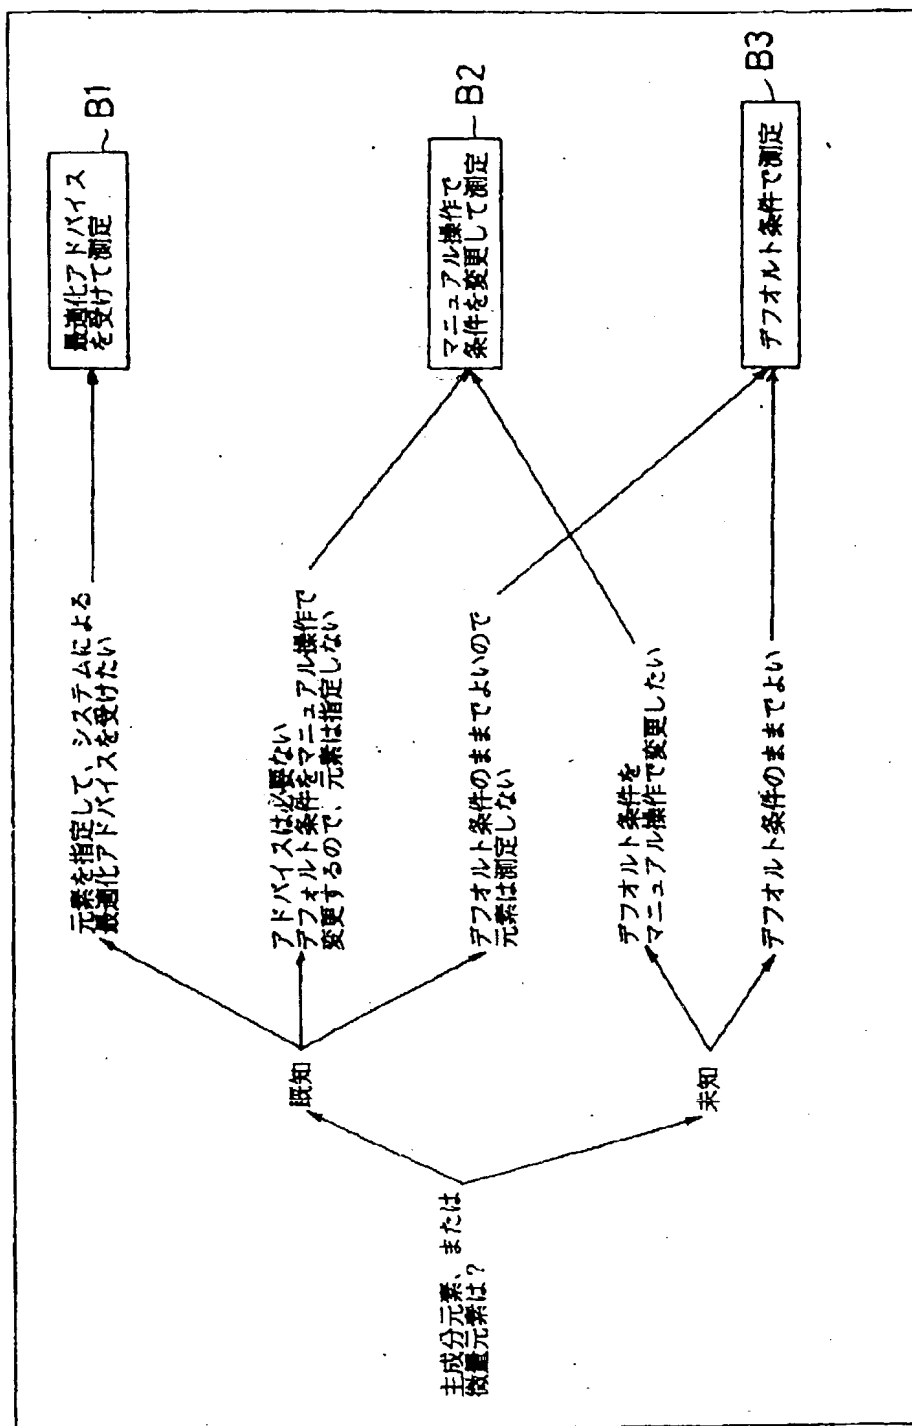 主成分元素、または
微量元素は?
既知
未知
元素を指定して、システムによる
最適化アドバイスを受けたい
アドバイスは必要ない
デフォルト条件をマニュアル操作で
変更するので、元素は指定しない
デフオルト条件のままでよいので
元素は測定しない
デフオルト条件を
マニュアル操作で変更したい
デフオルト条件のままでよい
最適化アドバイス
を受けて測定
B1
マニュアル操作で
条件を変更して測定
B2
デフオルト条件で測定
B3